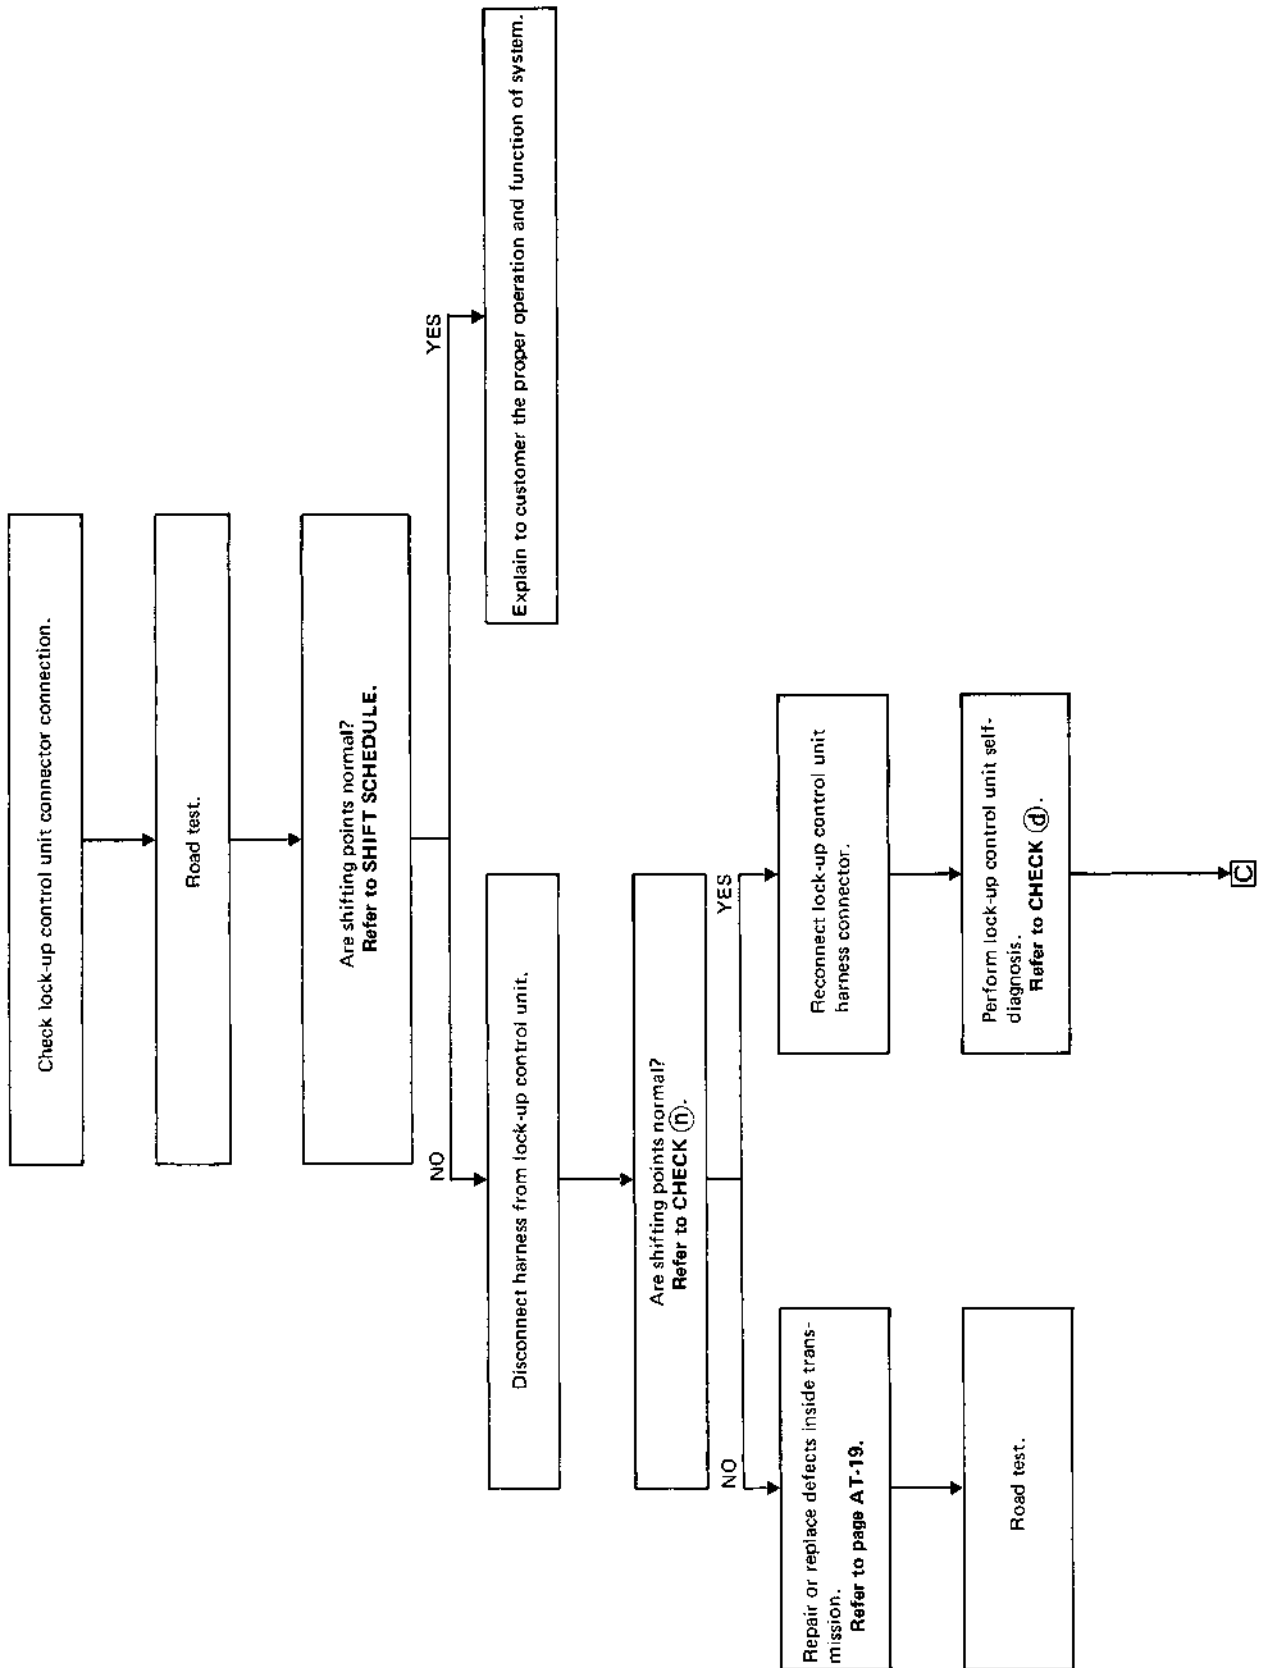 Check lock-up control unit connector connection.
Road test.
Are shifting points normal?
Refer to SHIFT SCHEDULE.
NO
YES
Disconnect harness from lock-up control unit.
Explain to customer the proper operation and function of system.
Are shifting points normal?
Refer to CHECK ⓝ.
NO
YES
Repair or replace defects inside trans-
mission.
Refer to page AT-19.
Reconnect lock-up control unit
harness connector.
Road test.
Perform lock-up control unit self-
diagnosis.
Refer to CHECK ⓓ.
C